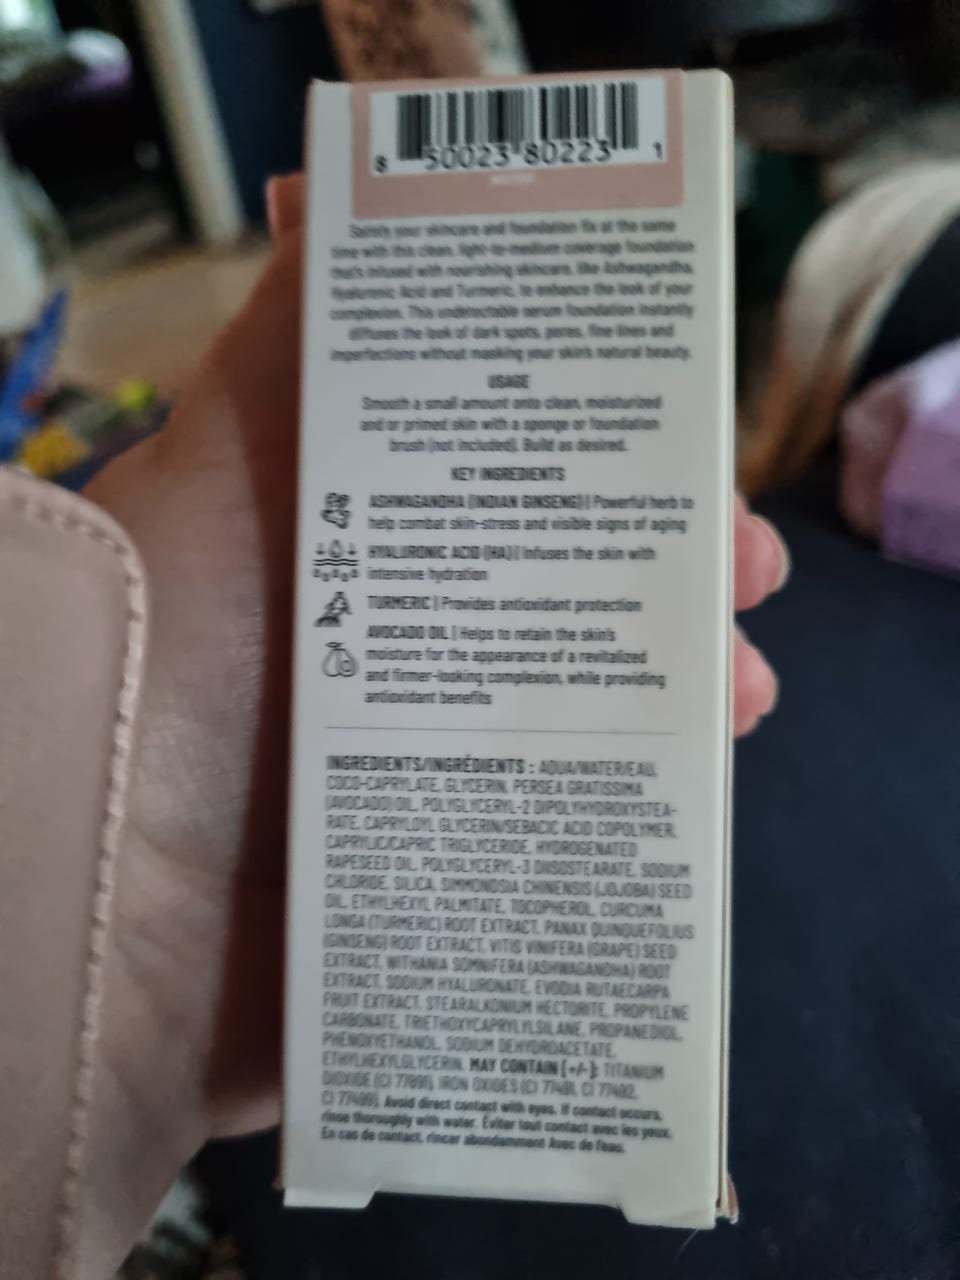 8 50023 80223 1
Satisfy your skincare and foundation fix at the same
time with this clean, light-to-medium coverage foundation
that's infused with nourishing skincare, like Ashwagandha,
Hyaluronic Acid and Turmeric, to enhance the look of your
complexion. This undetectable serum foundation instantly
diffuses the look of dark spots, pores, fine lines and
imperfections without masking your skin's natural beauty.
USAGE
Smooth a small amount onto clean, moisturized
and or primed skin with a sponge or foundation
brush (not included). Build as desired.
KEY INGREDIENTS
ASHWAGANDHA (INDIAN GINSENG) | Powerful herb to
help combat skin-stress and visible signs of aging
HYALURONIC ACID (HA) | Infuses the skin with
intensive hydration
TURMERIC | Provides antioxidant protection
AVOCADO OIL | Helps to retain the skin's
moisture for the appearance of a revitalized
and firmer-looking complexion, while providing
antioxidant benefits
INGREDIENTS/INGRÉDIENTS : AQUA/WATER/EAU,
COCO-CAPRYLATE, GLYCERIN, PERSEA GRATISSIMA
(AVOCADO) OIL, POLYGLYCERYL-2 DIPOLYHYDROXYSTEA-
RATE, CAPRYLOYL GLYCERIN/SEBACIC ACID COPOLYMER,
CAPRYLIC/CAPRIC TRIGLYCERIDE, HYDROGENATED
RAPESEED OIL, POLYGLYCERYL-3 DIISOSTEARATE, SODIUM
CHLORIDE, SILICA, SIMMONDSIA CHINENSIS (JOJOBA) SEED
OIL, ETHYLHEXYL PALMITATE, TOCOPHEROL, CURCUMA
LONGA (TURMERIC) ROOT EXTRACT, PANAX QUINQUEFOLIUS
(GINSENG) ROOT EXTRACT, VITIS VINIFERA (GRAPE) SEED
EXTRACT, WITHANIA SOMNIFERA (ASHWAGANDHA) ROOT
EXTRACT, SODIUM HYALURONATE, EVODIA RUTAECARPA
FRUIT EXTRACT, STEARALKONIUM HECTORITE, PROPYLENE
CARBONATE, TRIETHOXYCAPRYLYLSILANE, PROPANEDIOL,
PHENOXYETHANOL, SODIUM DEHYDROACETATE,
ETHYLHEXYLGLYCERIN. MAY CONTAIN [+/-]: TITANIUM
DIOXIDE (CI 77891), IRON OXIDES (CI 77491, CI 77492,
CI 77499). Avoid direct contact with eyes. If contact occurs,
rinse thoroughly with water. Éviter tout contact avec les yeux.
En cas de contact, rincer abondamment Avec de l'eau.